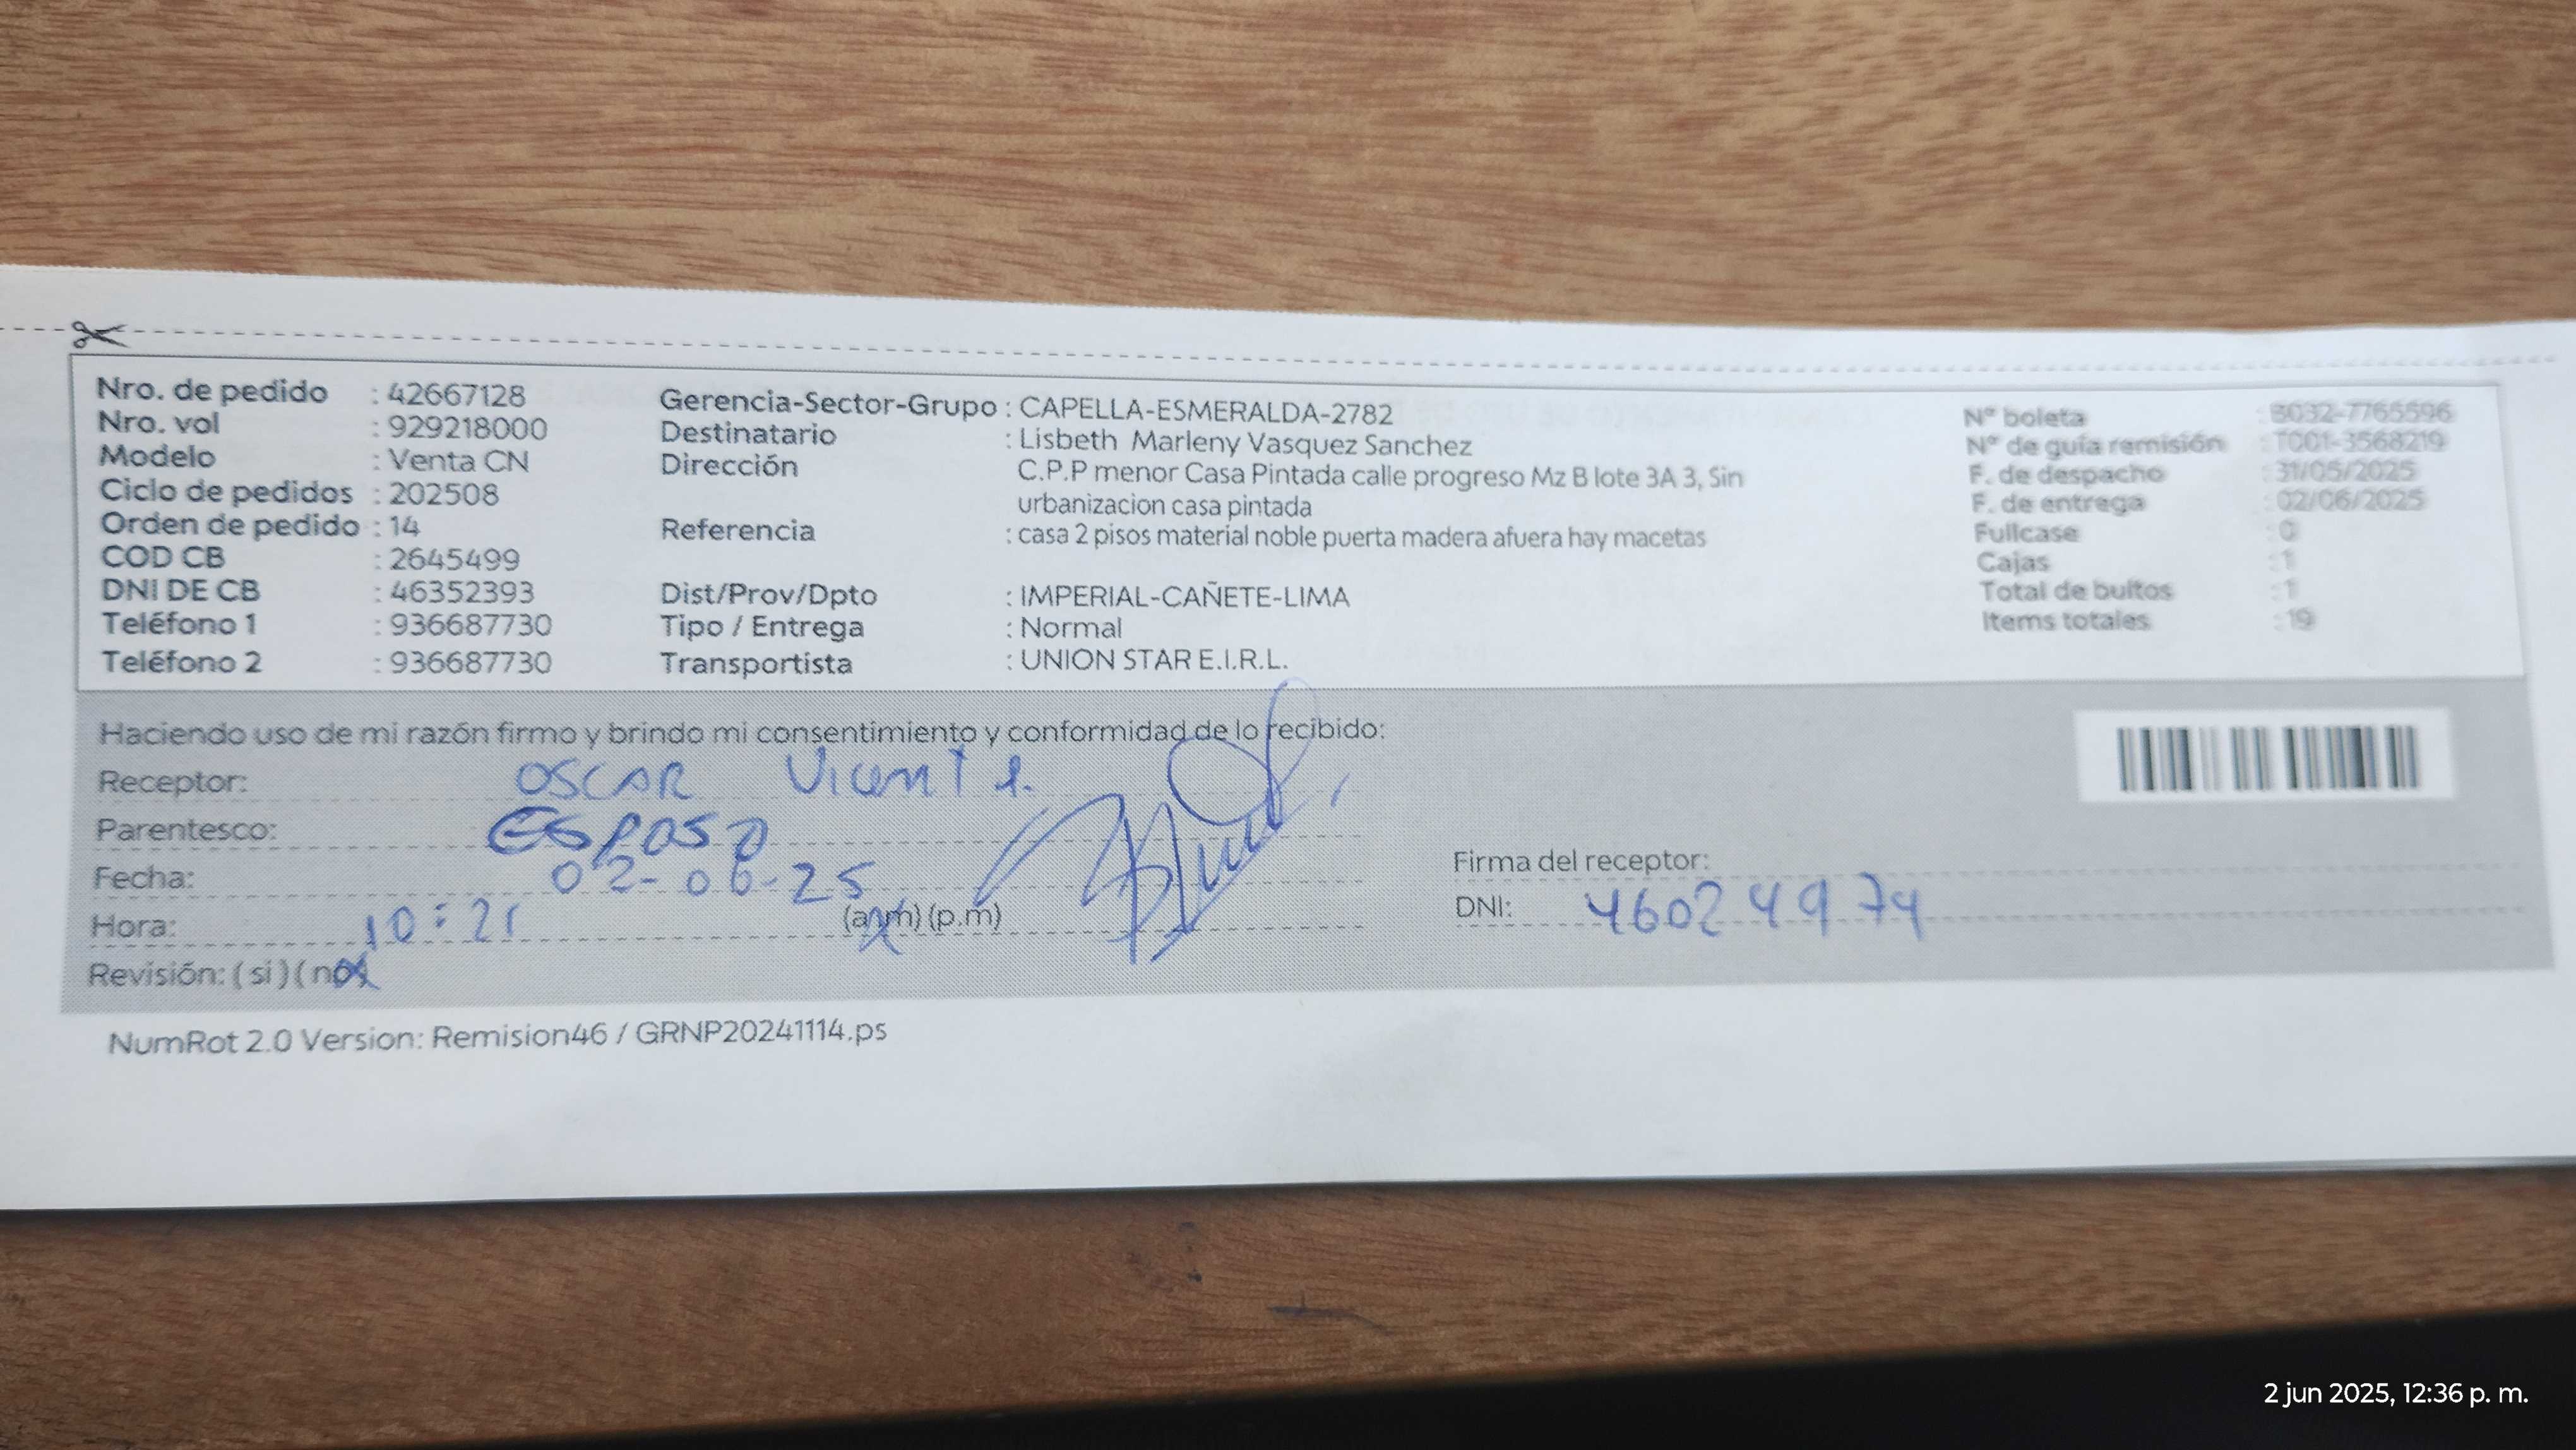 Nro. de pedido : 42667128
Nro. vol : 929218000
Modelo : Venta CN
Ciclo de pedidos : 202508
Orden de pedido : 14
COD CB : 2645499
DNI DE CB : 46352393
Teléfono 1 : 936687730
Teléfono 2 : 936687730
Gerencia-Sector-Grupo : CAPELLA-ESMERALDA-2782
Destinatario : Lisbeth Marleny Vasquez Sanchez
Dirección C.P.P menor Casa Pintada calle progreso Mz B lote 3A 3, Sin
urbanizacion casa pintada
Referencia : casa 2 pisos material noble puerta madera afuera hay macetas
Dist/Prov/Dpto : IMPERIAL-CAÑETE-LIMA
Tipo / Entrega : Normal
Transportista : UNION STAR E.I.R.L.
N° boleta : B032-7765596
N° de guía remisión : T001-3568219
F. de despacho : 31/05/2025
F. de entrega : 02/06/2025
Fullcase : 0
Cajas : 1
Total de bultos : 1
Items totales : 19
Haciendo uso de mi razón firmo y brindo mi consentimiento y conformidad de lo recibido:
Receptor: OSCAR Vicente
Parentesco: ESPOSO
Fecha: 02-06-25
Hora: 10:21 (a.m) (p.m)
Revisión: ( si ) ( no)
Firma del receptor:
DNI: 46024974
NumRot 2.0 Version: Remision46 / GRNP20241114.ps
2 jun 2025, 12:36 p. m.